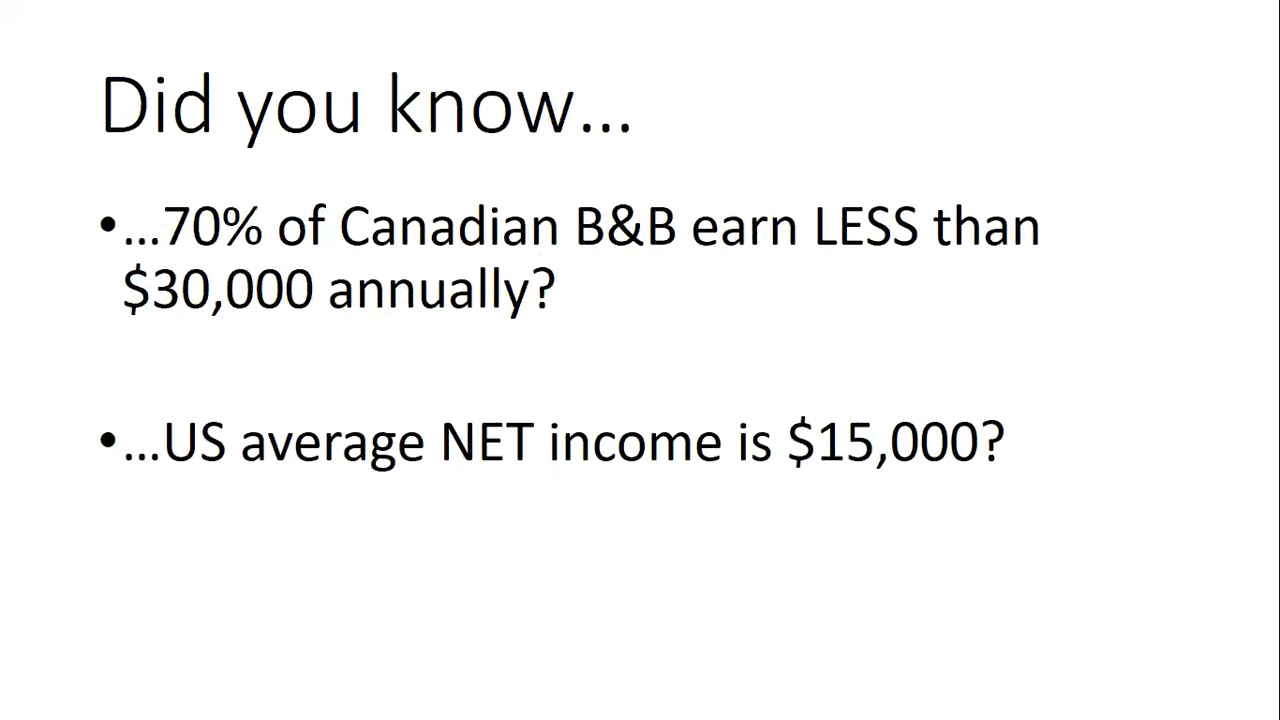 Did you know...
•...70% of Canadian B&B earn LESS than
$30,000 annually?
•...US average NET income is $15,000?